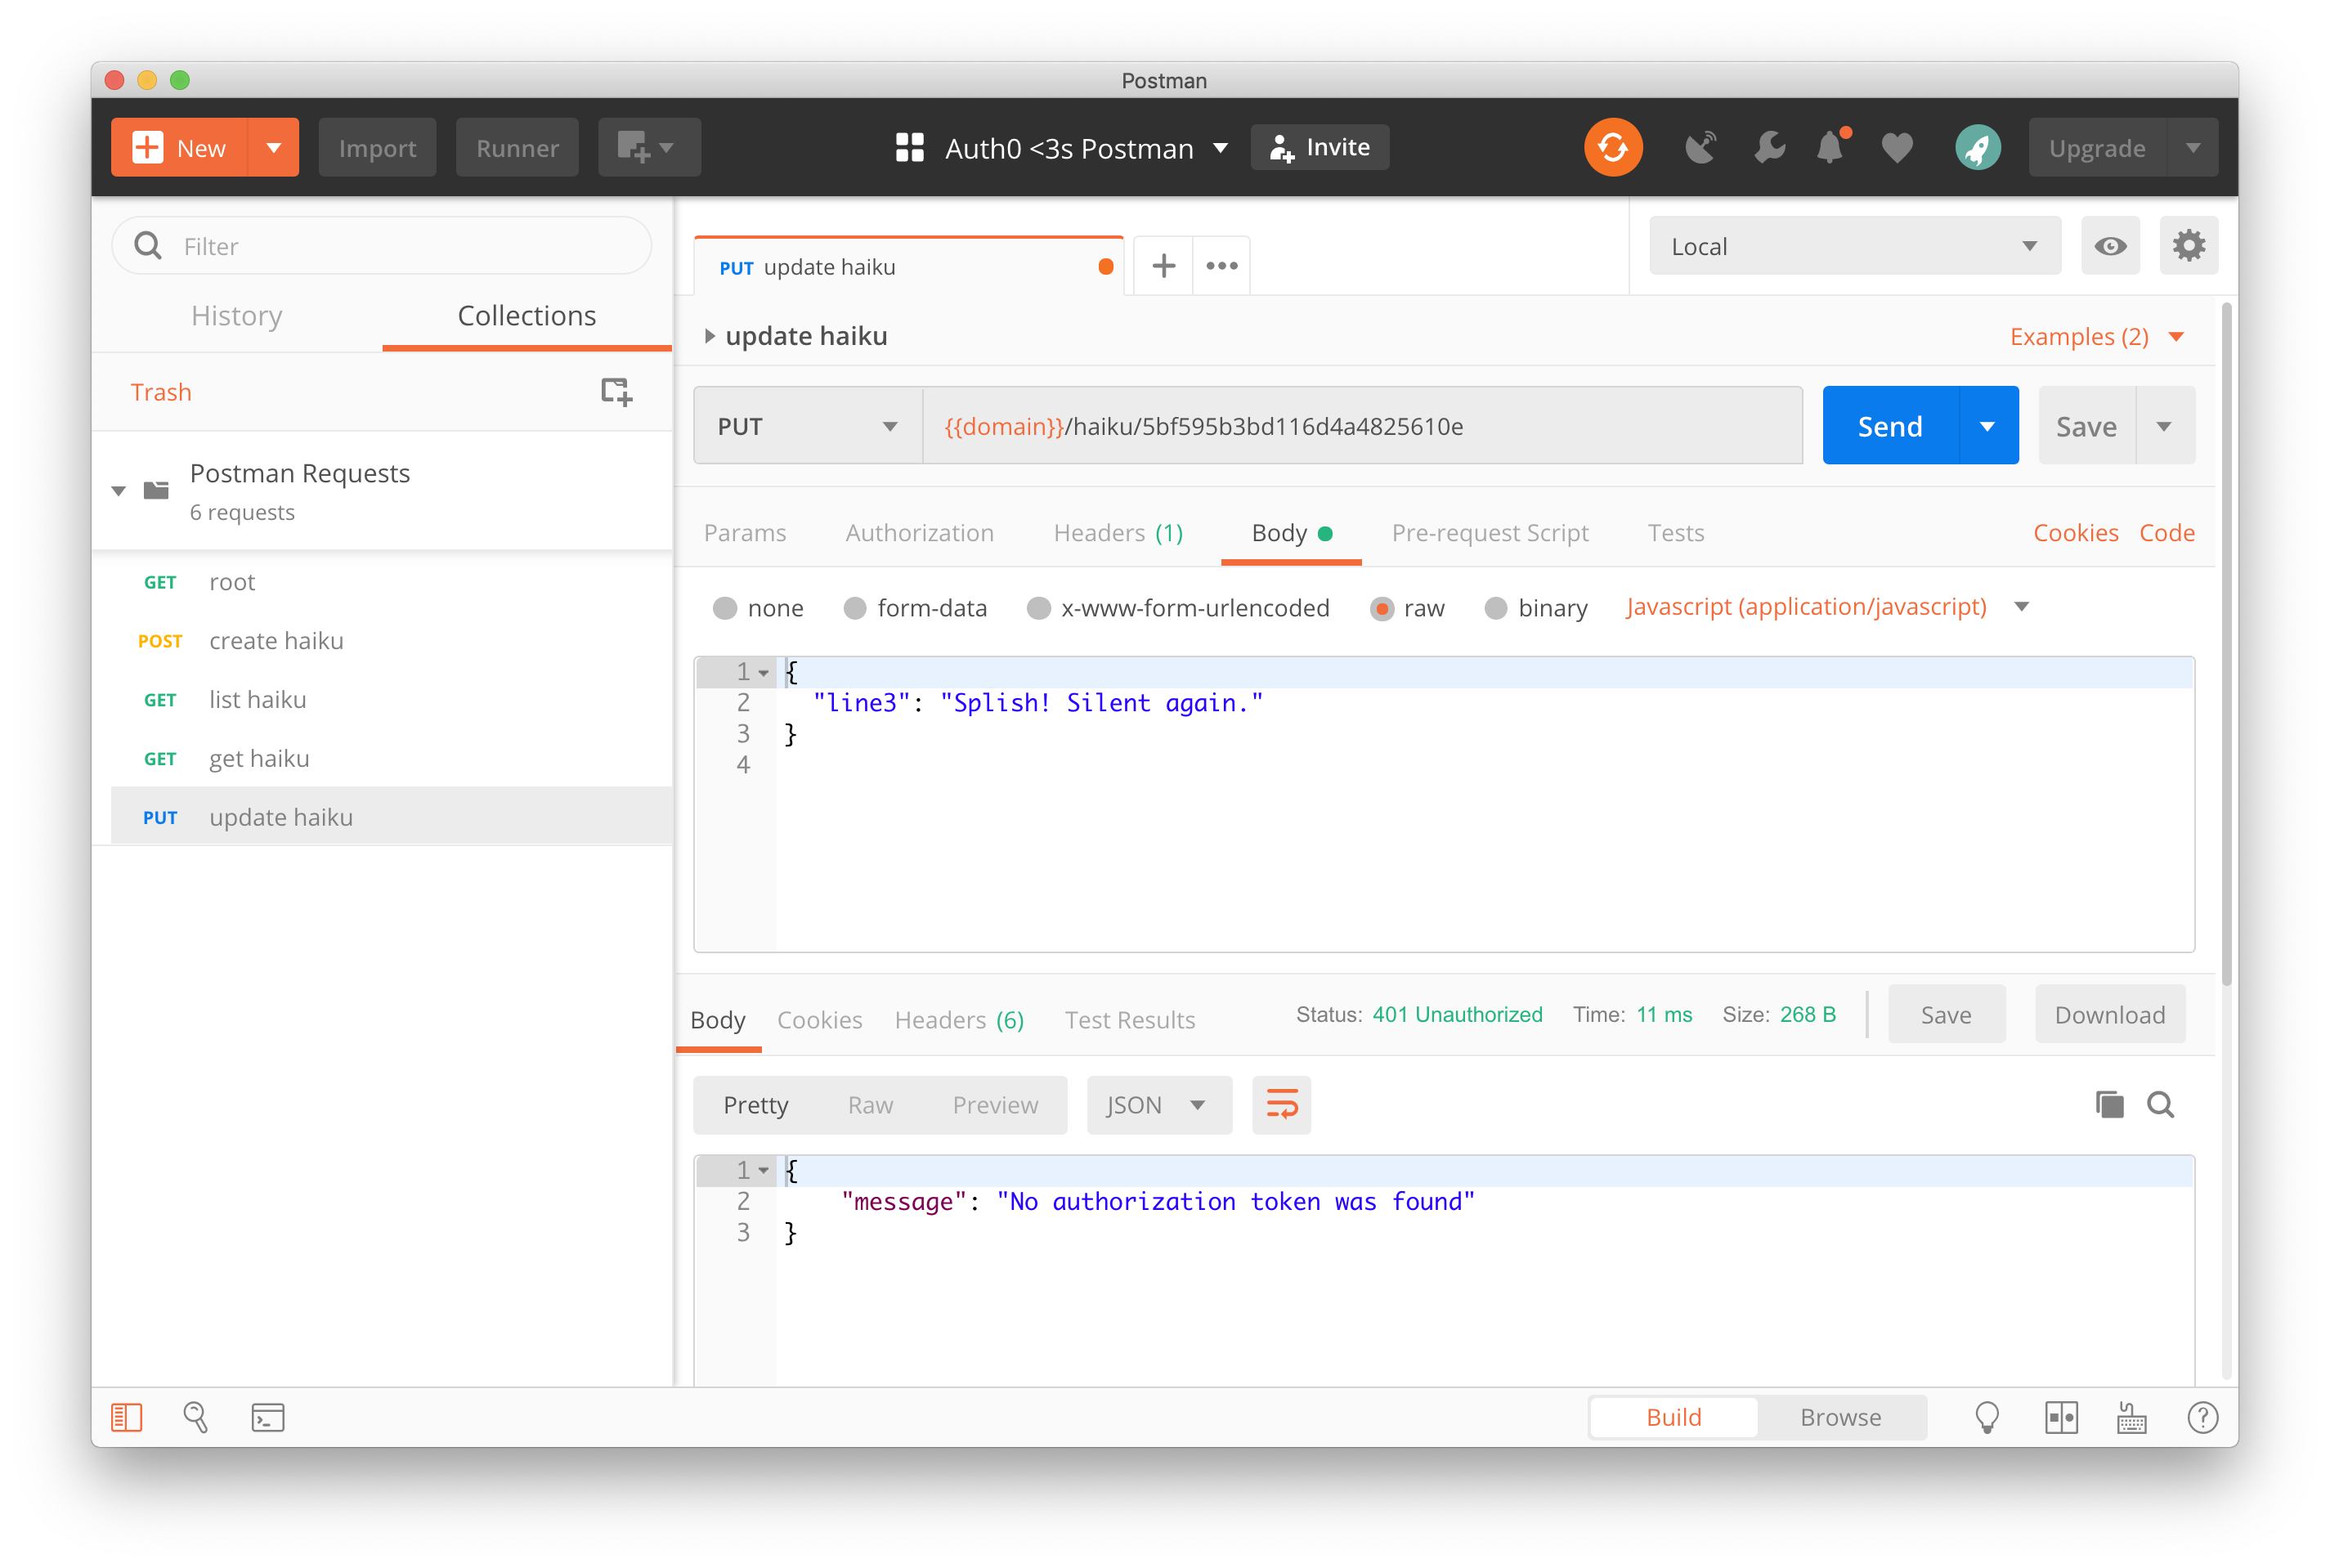 Postman
New
Import
Runner
Auth0 <3s Postman
Invite
Upgrade
Filter
History
Collections
Trash
Postman Requests
6 requests
GET root
POST create haiku
GET list haiku
GET get haiku
PUT update haiku
PUT update haiku
Local
update haiku
Examples (2)
PUT
{{domain}}/haiku/5bf595b3bd116d4a4825610e
Send
Save
Params
Authorization
Headers (1)
Body
Pre-request Script
Tests
Cookies
Code
none
form-data
x-www-form-urlencoded
raw
binary
Javascript (application/javascript)
1 {
2 "line3": "Splish! Silent again."
3 }
4
Body
Cookies
Headers (6)
Test Results
Status: 401 Unauthorized
Time: 11 ms
Size: 268 B
Save
Download
Pretty
Raw
Preview
JSON
1 {
2 "message": "No authorization token was found"
3 }
Build
Browse